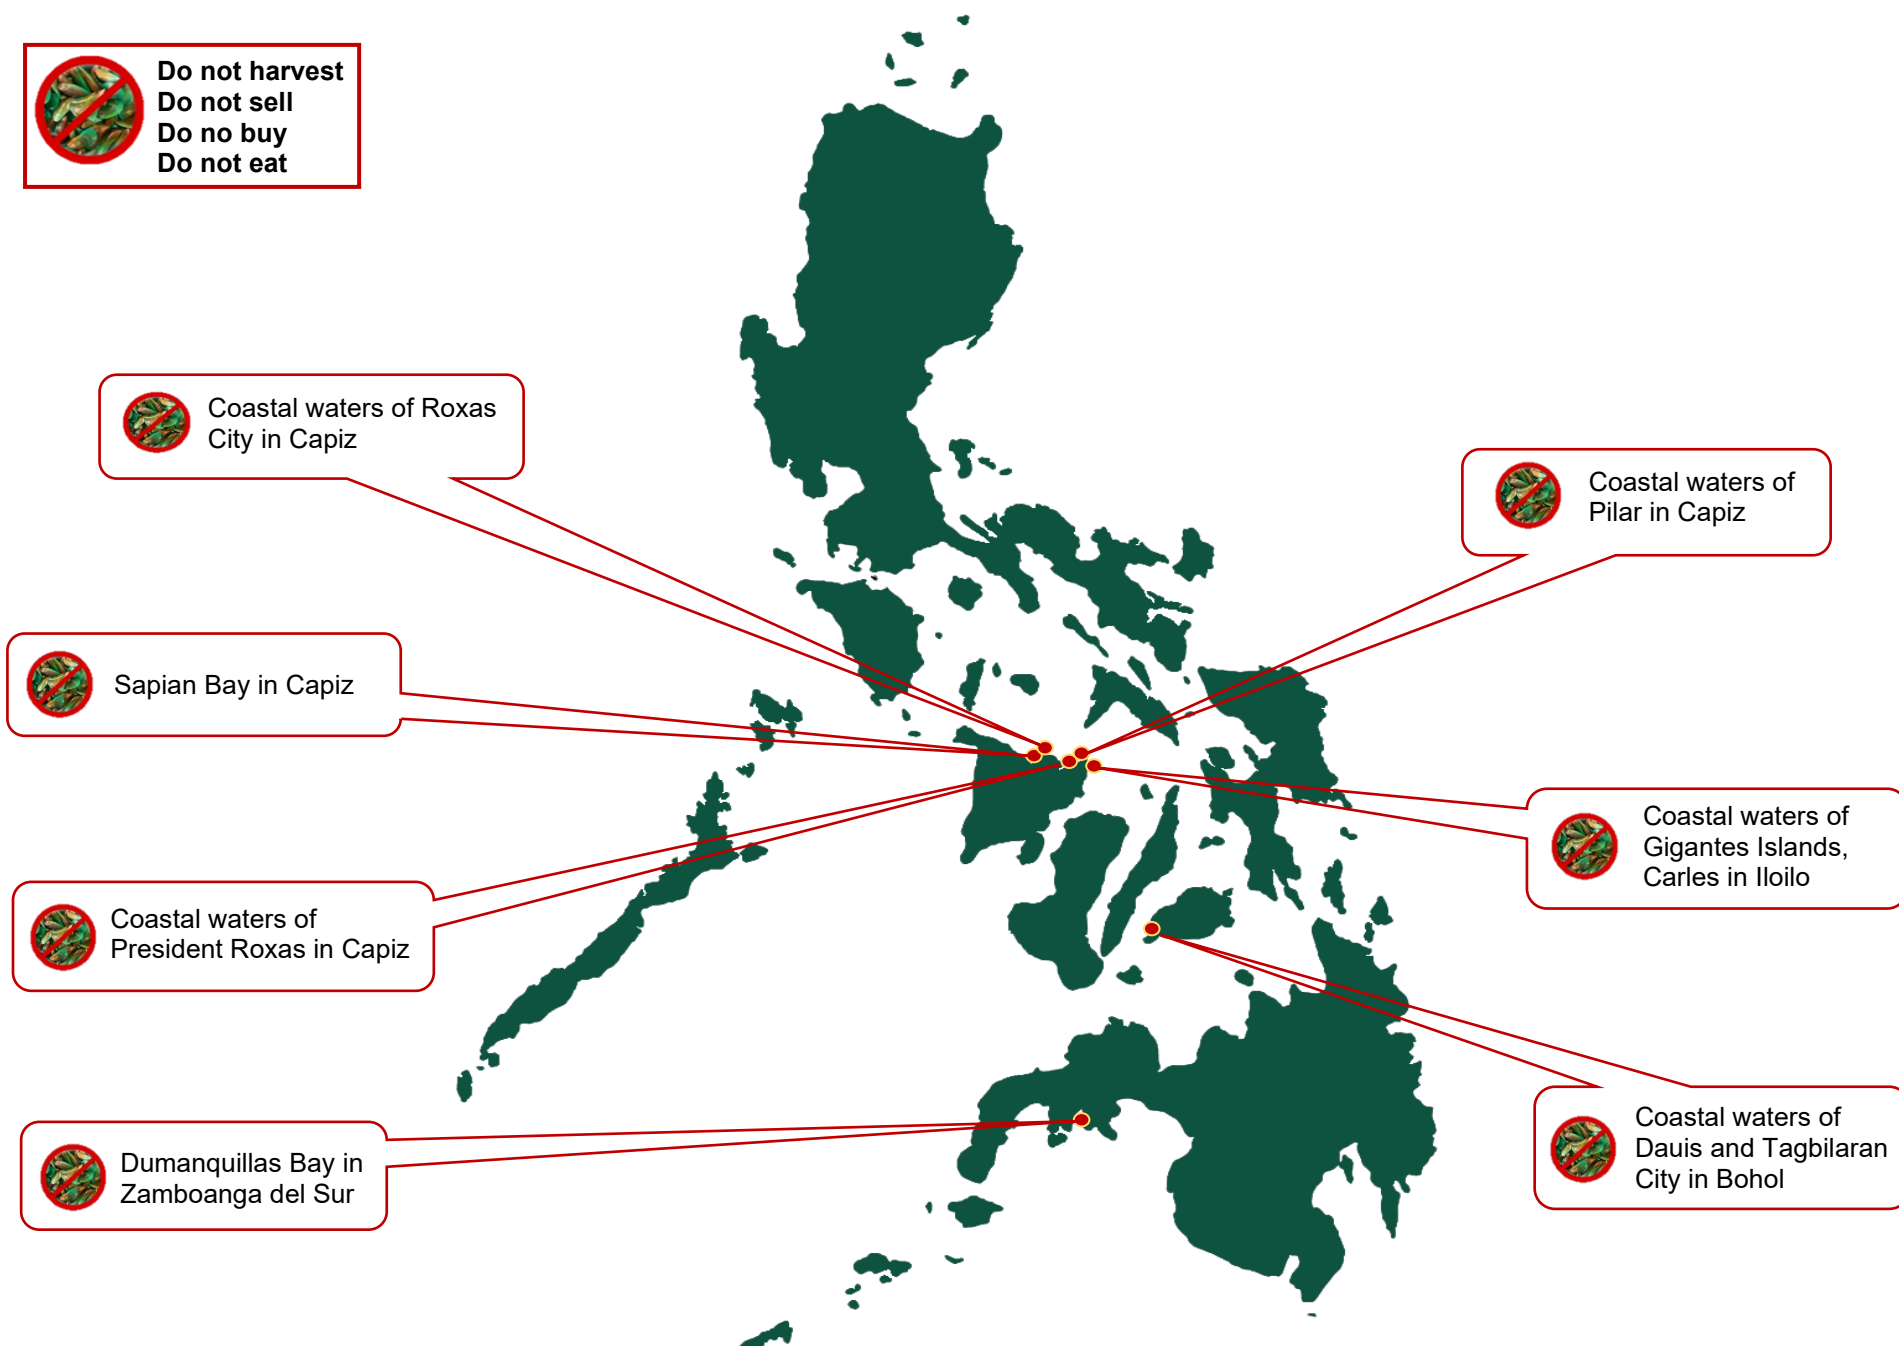 Do not harvest
Do not sell
Do no buy
Do not eat
Coastal waters of Roxas
City in Capiz
Coastal waters of
Pilar in Capiz
Sapian Bay in Capiz
Coastal waters of
Gigantes Islands,
Carles in Iloilo
Coastal waters of
President Roxas in Capiz
Coastal waters of
Dauis and Tagbilaran
City in Bohol
Dumanquillas Bay in
Zamboanga del Sur